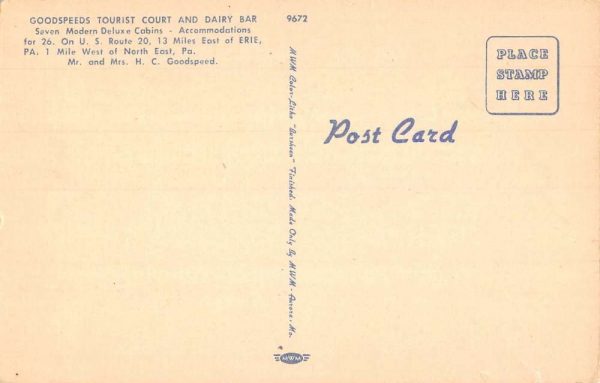 GOODSPEEDS TOURIST COURT AND DAIRY BAR
Seven Modern Deluxe Cabins - Accommodations
for 26. On U. S. Route 20, 13 Miles East of ERIE,
PA. 1 Mile West of North East, Pa.
Mr. and Mrs. H. C. Goodspeed.
9672
MWM Color-Litho "Aursheen" Finished. Made Only By MWM - Aurora, Mo.
MWM
Post Card
PLACE
STAMP
HERE